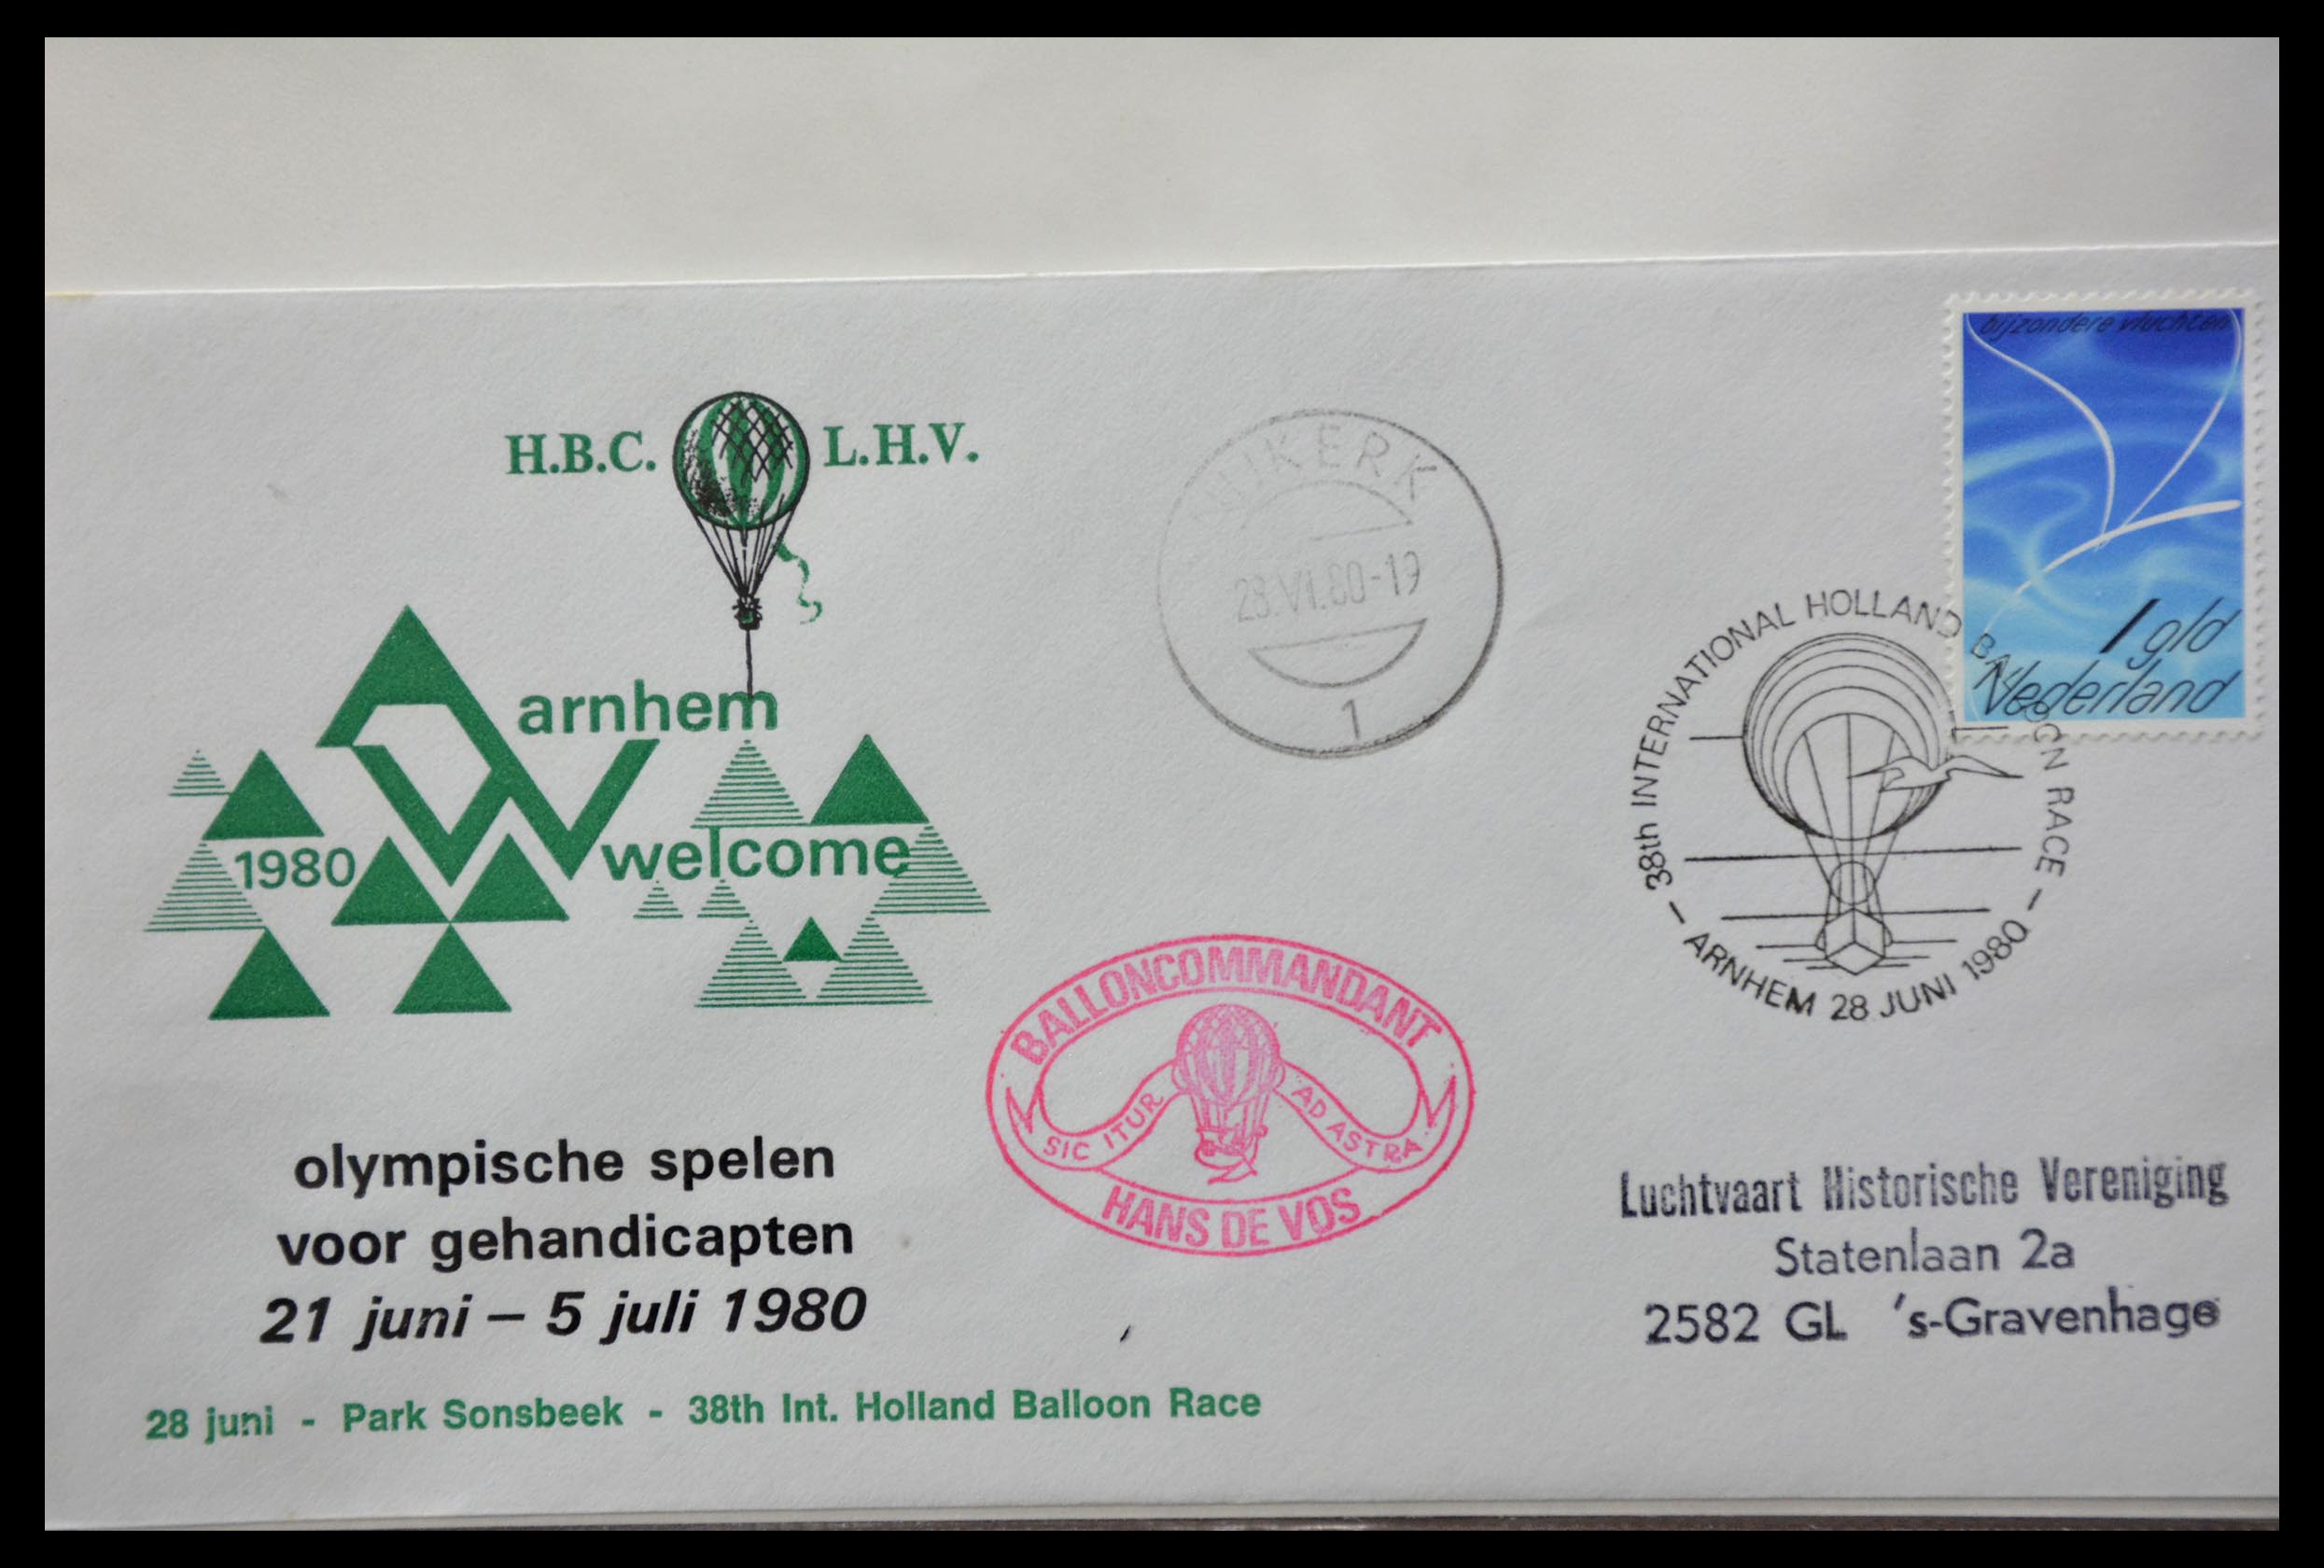 H.B.C. L.H.V.
arnhem
1980 welcome
olympische spelen
voor gehandicapten
21 juni – 5 juli 1980
28 juni - Park Sonsbeek - 38th Int. Holland Balloon Race
28.VI.80-19
1
BALLONCOMMANDANT
SIC ITUR AD ASTRA
HANS DE VOS
bijzondere vluchten
1 gld
Nederland
38th INTERNATIONAL HOLLAND BALLOON RACE
– ARNHEM 28 JUNI 1980 –
Luchtvaart Historische Vereniging
Statenlaan 2a
2582 GL 's-Gravenhage